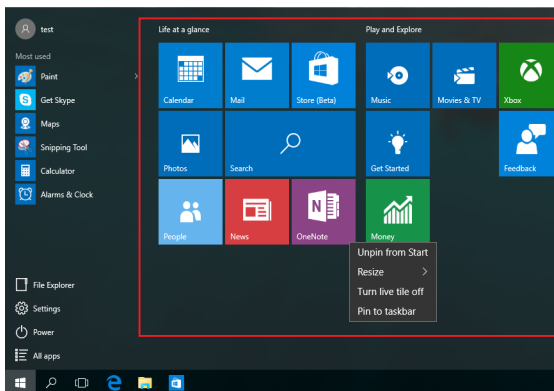 test
Most used
Paint
Get Skype
Maps
Snipping Tool
Calculator
Alarms & Clock
File Explorer
Settings
Power
All apps
Life at a glance
Calendar
Mail
Store (Beta)
Photos
Search
People
News
OneNote
Play and Explore
Music
Movies & TV
Xbox
Get Started
Feedback
Money
Unpin from Start
Resize
Turn live tile off
Pin to taskbar